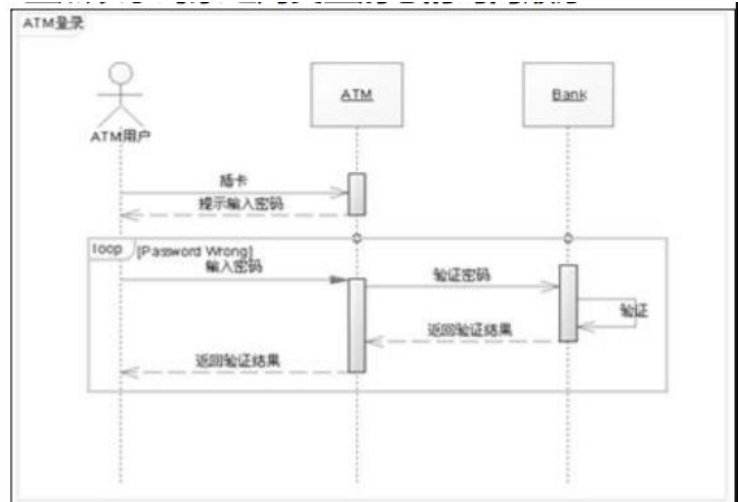 ATM登录
ATM
Bank
ATM用户
插卡
提示输入密码
loop
[Password Wrong]
输入密码
验证密码
验证
返回验证结果
返回验证结果